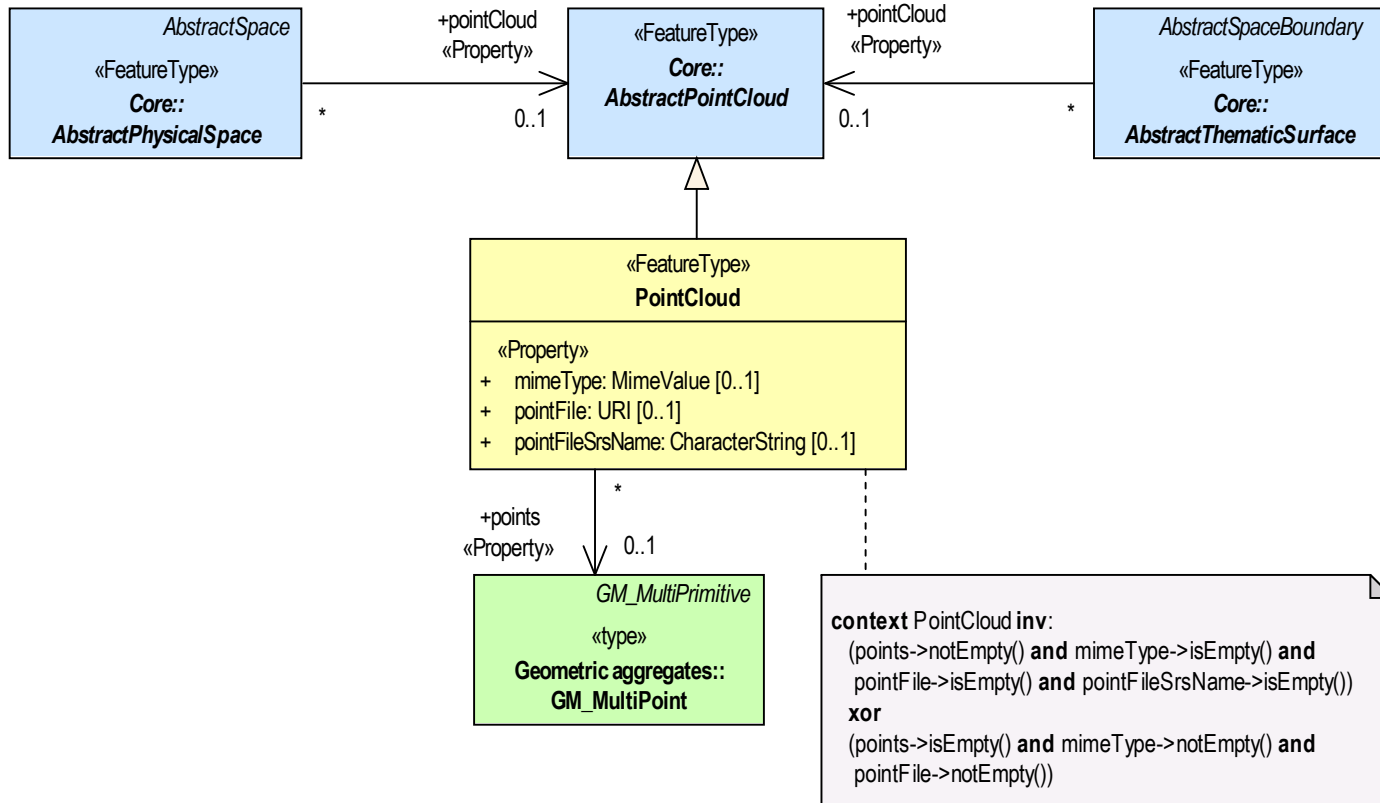 AbstractSpace
«FeatureType»
Core::
AbstractPhysicalSpace
+pointCloud
«Property»
*
0..1
«FeatureType»
Core::
AbstractPointCloud
+pointCloud
«Property»
0..1
*
AbstractSpaceBoundary
«FeatureType»
Core::
AbstractThematicSurface
«FeatureType»
PointCloud
«Property»
+ mimeType: MimeValue [0..1]
+ pointFile: URI [0..1]
+ pointFileSrsName: CharacterString [0..1]
*
+points
«Property»
0..1
GM_MultiPrimitive
«type»
Geometric aggregates::
GM_MultiPoint
context PointCloud inv:
(points->notEmpty() and mimeType->isEmpty() and
pointFile->isEmpty() and pointFileSrsName->isEmpty())
xor
(points->isEmpty() and mimeType->notEmpty() and
pointFile->notEmpty())